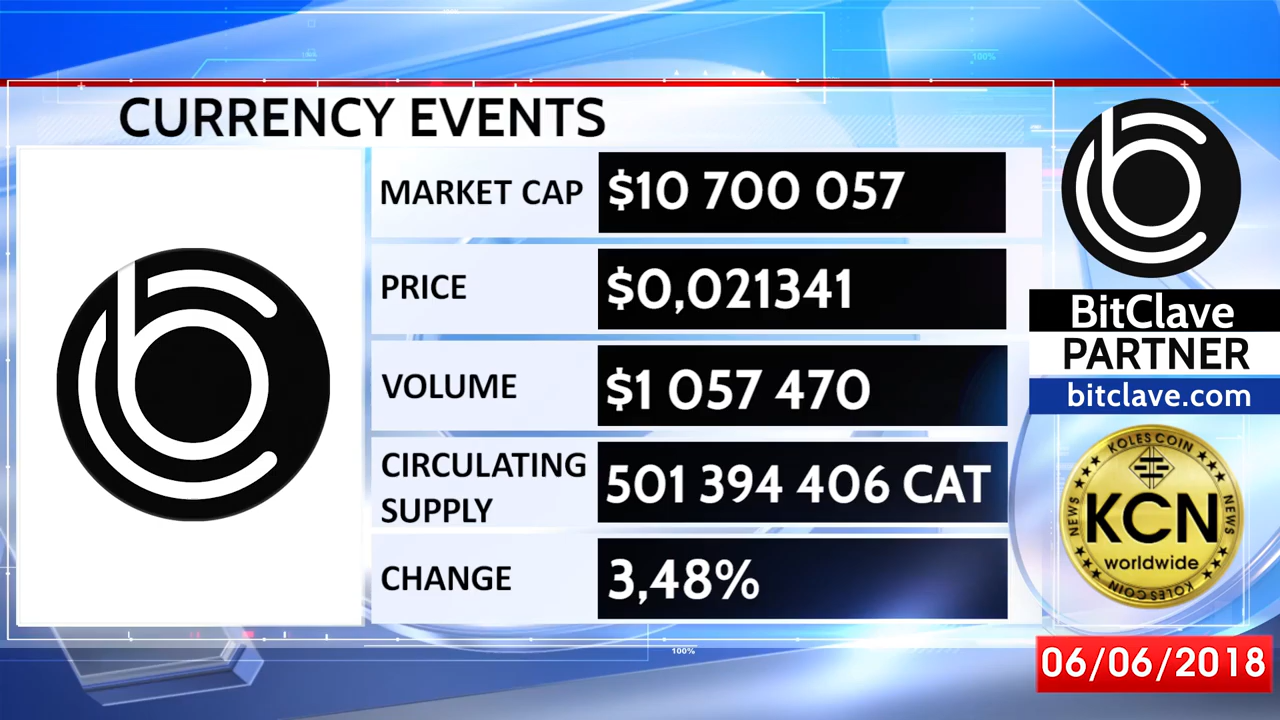 CURRENCY EVENTS
MARKET CAP $10 700 057
PRICE $0,021341
VOLUME $1 057 470
CIRCULATING
SUPPLY 501 394 406 CAT
CHANGE 3,48%
BitClave
PARTNER
bitclave.com
KOLES COIN
NEWS KCN NEWS
worldwide
KOLES COIN
06/06/2018
100%
100%